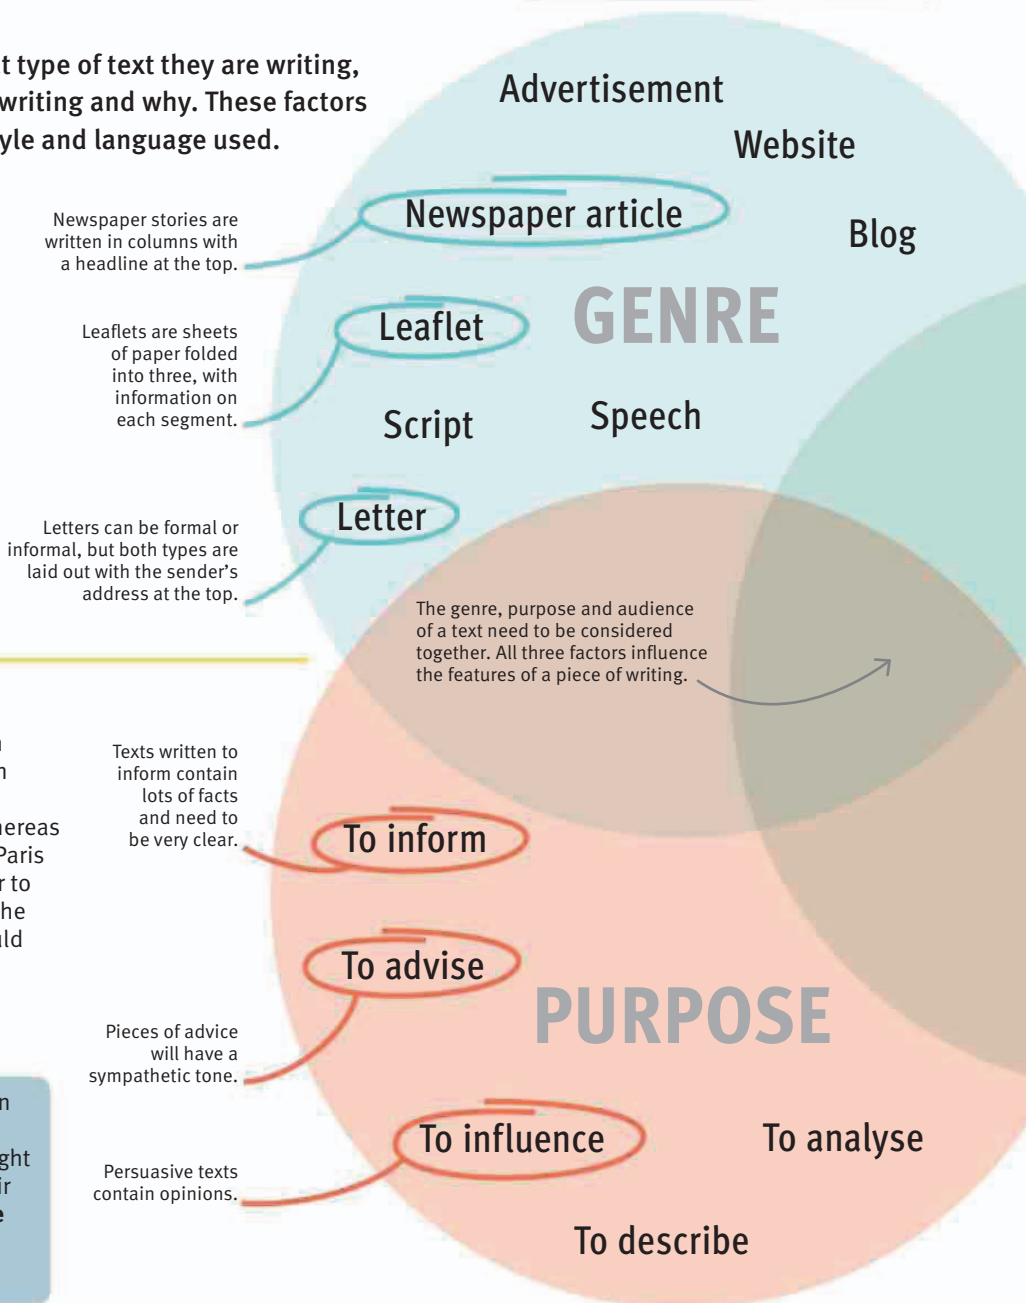 t type of text they are writing,
writing and why. These factors
yle and language used.
Advertisement
Website
Newspaper article
Blog
Newspaper stories are
written in columns with
a headline at the top.
GENRE
Leaflet
Leaflets are sheets
of paper folded
into three, with
information on
each segment.
Script
Speech
Letter
Letters can be formal or
informal, but both types are
laid out with the sender's
address at the top.
The genre, purpose and audience
of a text need to be considered
together. All three factors influence
the features of a piece of writing.
hereas
Paris
r to
he
ld
Texts written to
inform contain
lots of facts
and need to
be very clear.
To inform
To advise
PURPOSE
Pieces of advice
will have a
sympathetic tone.
n
ght
ir
e
To influence
To analyse
Persuasive texts
contain opinions.
To describe